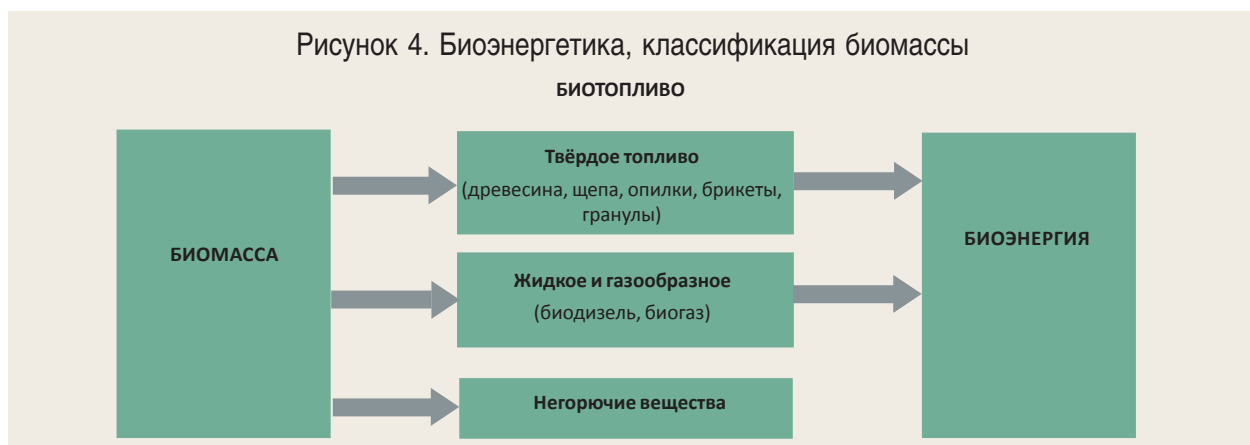 Рисунок 4. Биоэнергетика, классификация биомассы
БИОТОПЛИВО
БИОМАССА
Твёрдое топливо
(древесина, щепа, опилки, брикеты,
гранулы)
Жидкое и газообразное
(биодизель, биогаз)
Негорючие вещества
БИОЭНЕРГИЯ